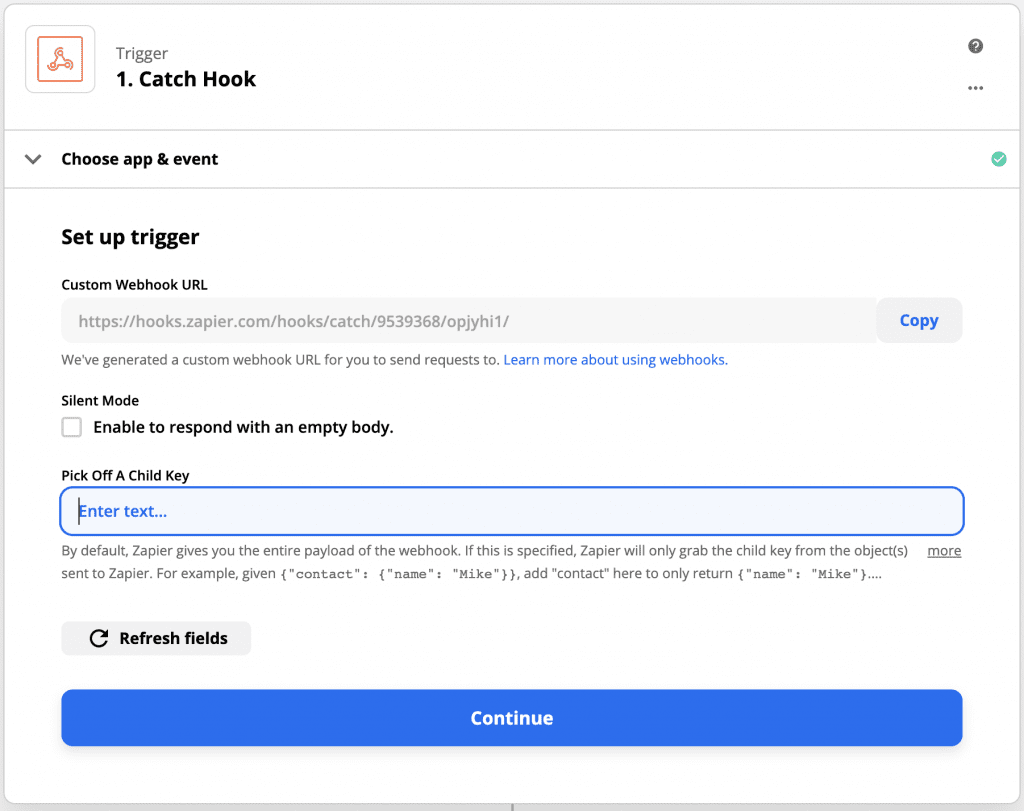 Trigger
1. Catch Hook
Choose app & event
Set up trigger
Custom Webhook URL
https://hooks.zapier.com/hooks/catch/9539368/opjyhi1/
Copy
We've generated a custom webhook URL for you to send requests to. Learn more about using webhooks.
Silent Mode
Enable to respond with an empty body.
Pick Off A Child Key
Enter text...
By default, Zapier gives you the entire payload of the webhook. If this is specified, Zapier will only grab the child key from the object(s) more
sent to Zapier. For example, given {"contact": {"name": "Mike"}}, add "contact" here to only return {"name": "Mike"}....
Refresh fields
Continue